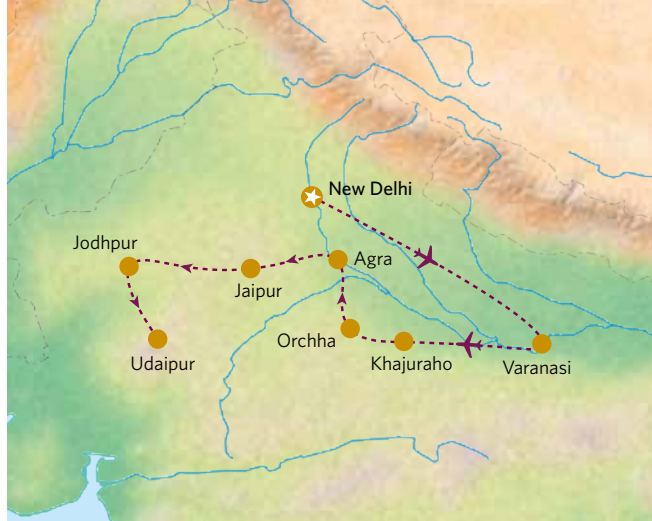 New Delhi
Jodhpur
Agra
Jaipur
Orchha
Udaipur
Khajuraho
Varanasi